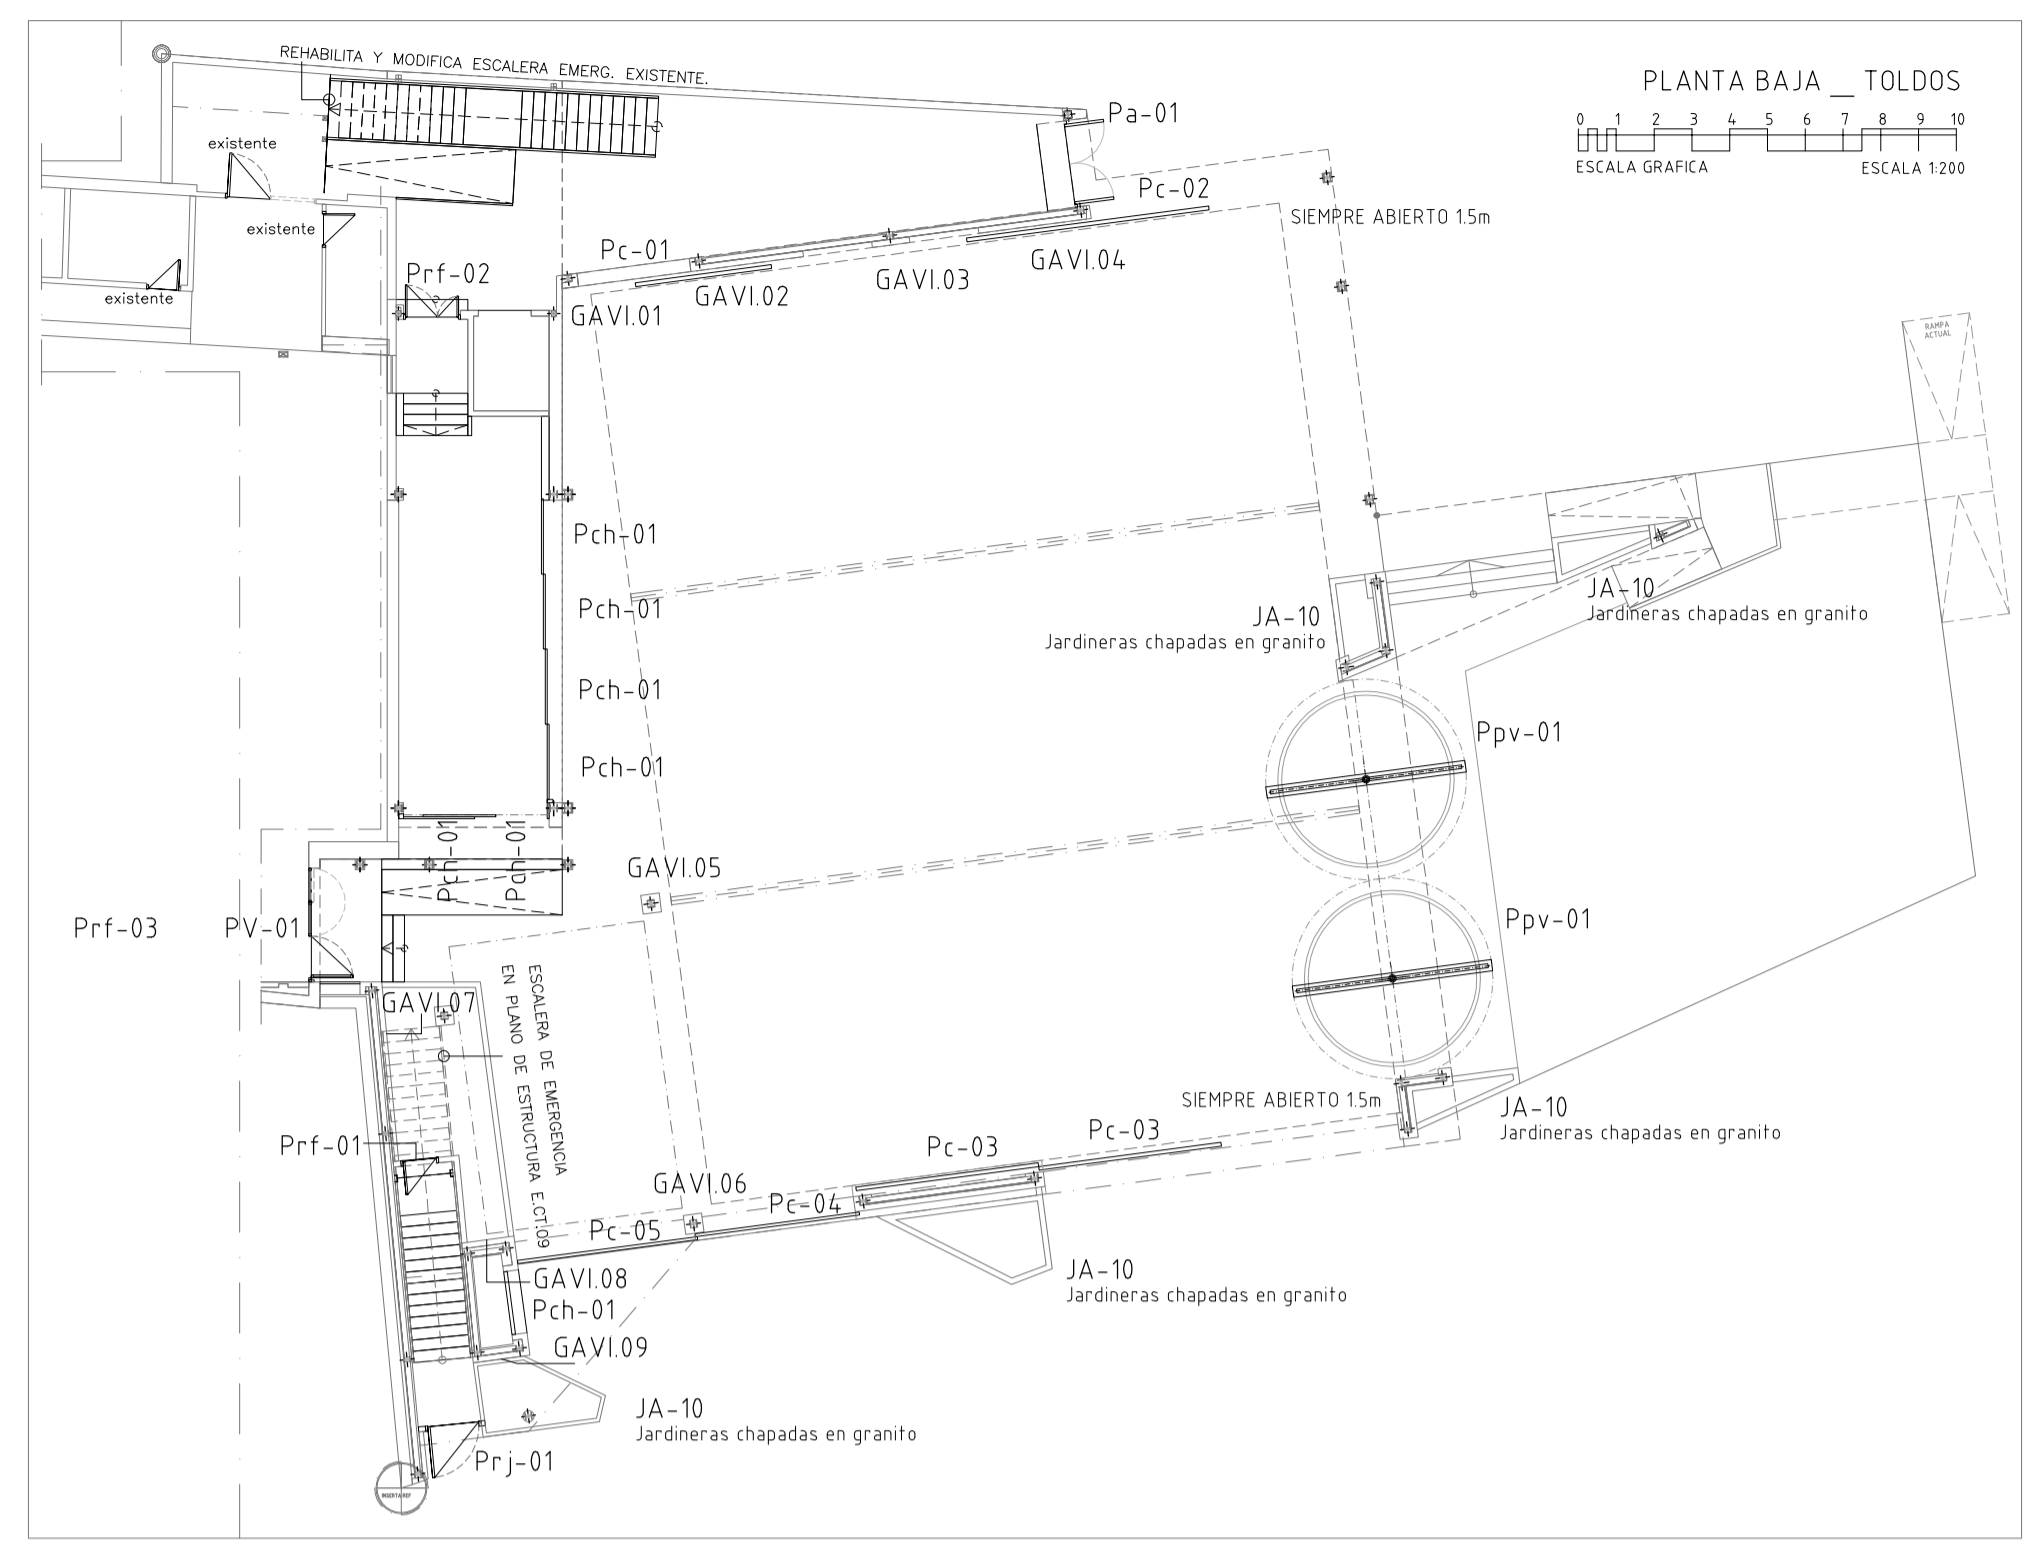 REHABILITA Y MODIFICA ESCALERA EMERG. EXISTENTE.
PLANTA BAJA _ TOLDOS
0 1 2 3 4 5 6 7 8 9 10
ESCALA GRAFICA
ESCALA 1:200
Pa-01
existente
Pc-02
SIEMPRE ABIERTO 1.5m
existente
Pc-01
GAVI.04
Prf-02
GAVI.03
existente
GAVI.02
GAVI.01
RAMPA
ACTUAL
Pch-01
Pch-01
JA-10
Jardineras chapadas en granito
JA-10
Jardineras chapadas en granito
Pch-01
Ppv-01
Pch-01
Pch-01
Pch-01
GAVI.05
Prf-03
PV-01
Ppv-01
ESCALERA DE EMERGENCIA
EN PLANO DE ESTRUCTURA E.CT.09
GAVI.07
SIEMPRE ABIERTO 1.5m
JA-10
Jardineras chapadas en granito
Prf-01
Pc-03
Pc-03
GAVI.06
Pc-04
Pc-05
JA-10
Jardineras chapadas en granito
GAVI.08
Pch-01
GAVI.09
JA-10
Jardineras chapadas en granito
Prj-01
INSERTA REF